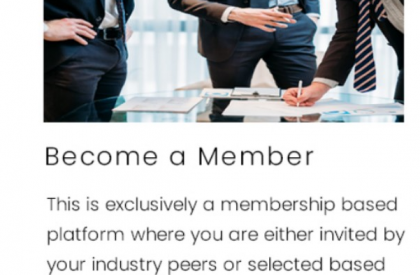 Become a Member
This is exclusively a membership based
platform where you are either invited by
your industry peers or selected based